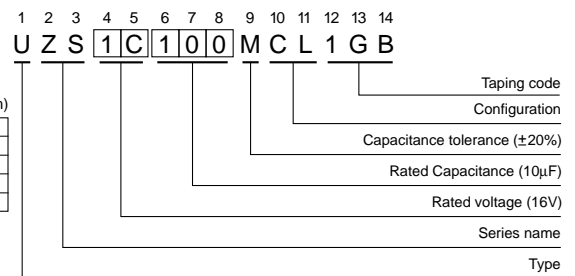 1 2 3 4 5 6 7 8 9 10 11 12 13 14
U Z S 1 C 1 0 0 M C L 1 G B
Taping code
)
Configuration
Capacitance tolerance (±20%)
Rated Capacitance (10μF)
Rated voltage (16V)
Series name
Type